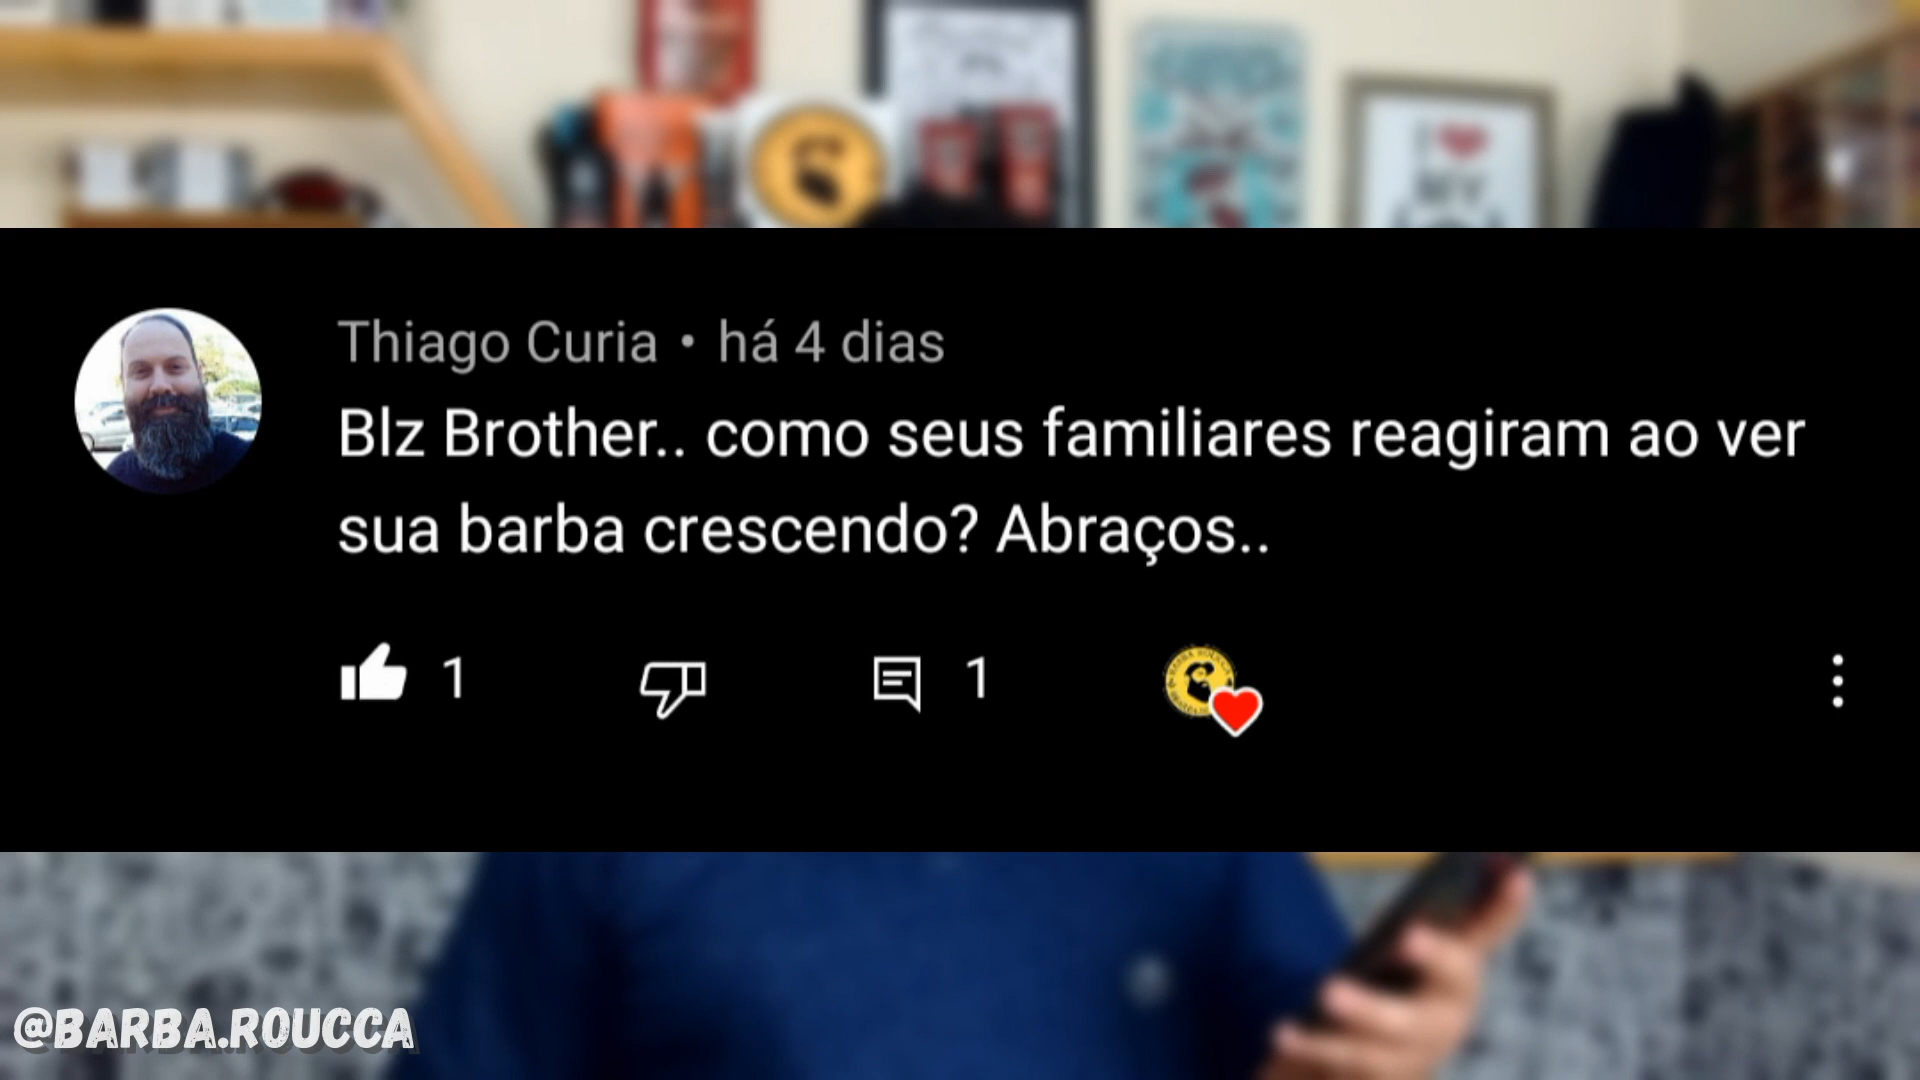 Thiago Curia • há 4 dias
Blz Brother.. como seus familiares reagiram ao ver
sua barba crescendo? Abraços..
1
1
@BARBA.ROUCCA